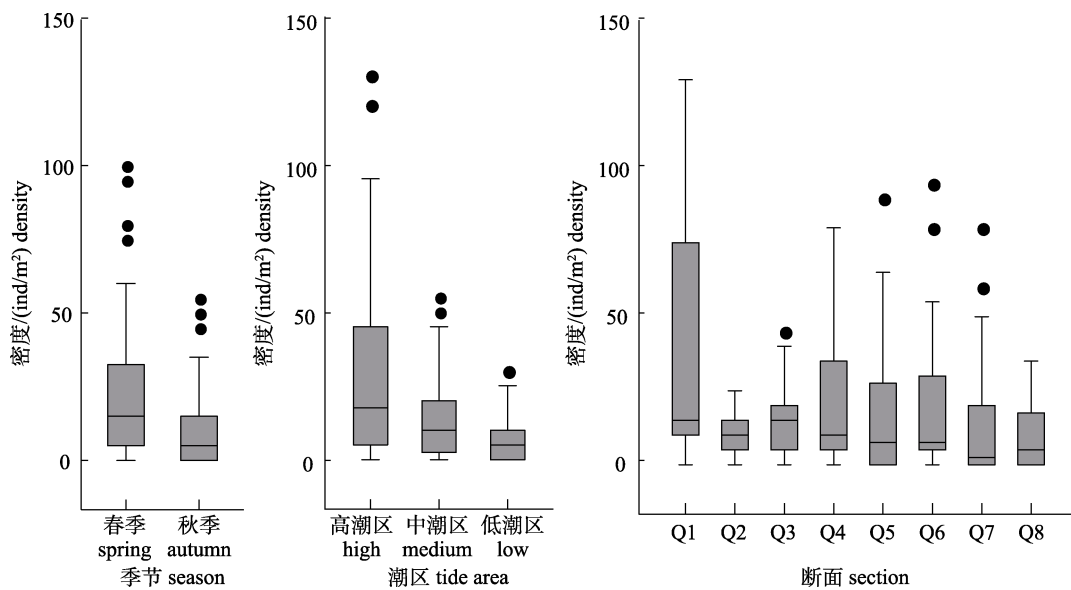 150
100
50
0
密度/(ind/m²) density
春季
spring
秋季
autumn
季节 season
150
100
50
0
密度/(ind/m²) density
高潮区
high
中潮区
medium
低潮区
low
潮区 tide area
150
100
50
0
密度/(ind/m²) density
Q1 Q2 Q3 Q4 Q5 Q6 Q7 Q8
断面 section